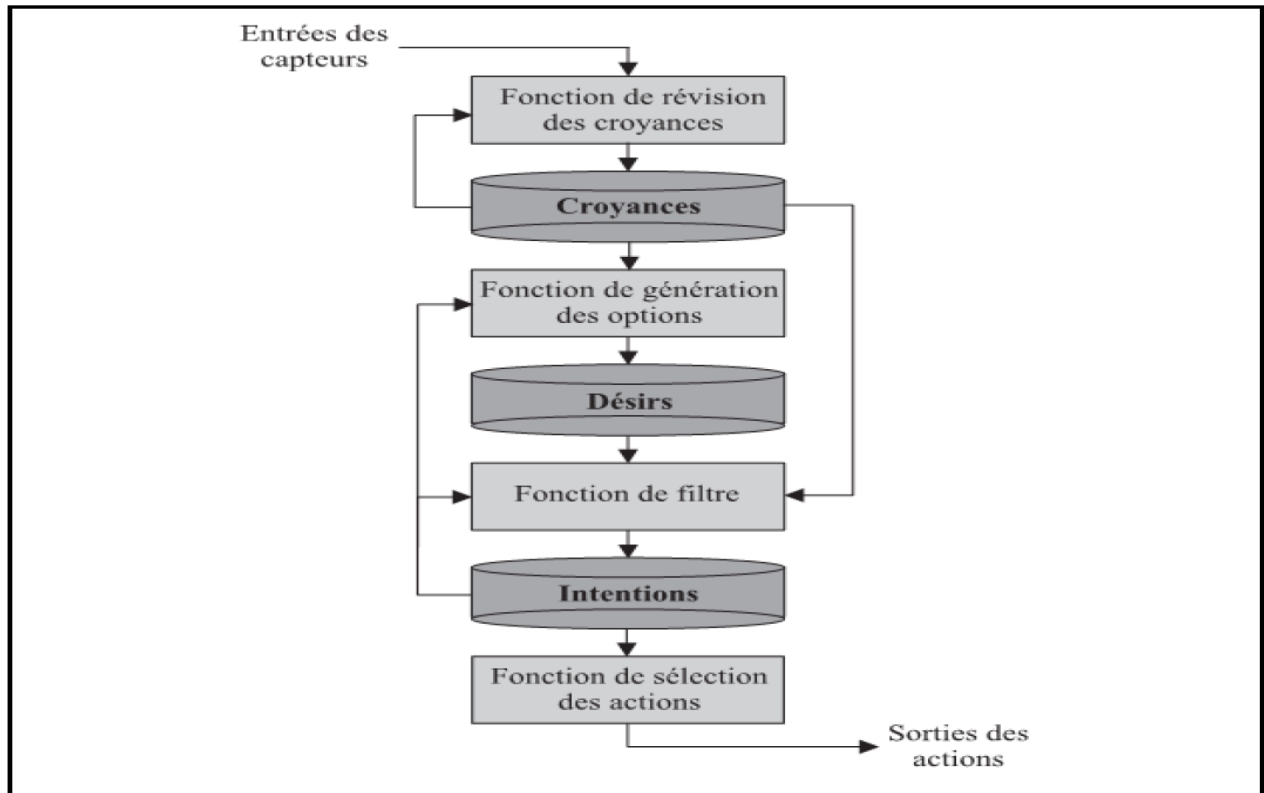 Entrées des
capteurs
Fonction de révision
des croyances
Croyances
Fonction de génération
des options
Désirs
Fonction de filtre
Intentions
Fonction de sélection
des actions
Sorties des
actions